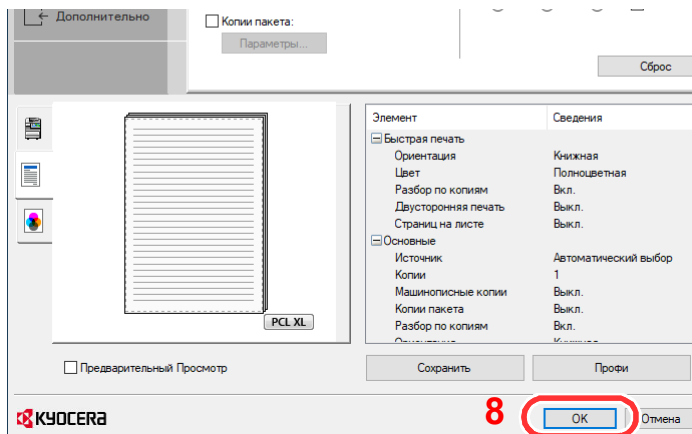 Дополнительно
Копии пакета:
Параметры...
Сброс
Элемент Сведения
Быстрая печать
Ориентация Книжная
Цвет Полноцветная
Разбор по копиям Вкл.
Двусторонняя печать Выкл.
Страниц на листе Выкл.
Основные
Источник Автоматический выбор
Копии 1
Машинописные копии Выкл.
Копии пакета Выкл.
Разбор по копиям Вкл.
PCL XL
Предварительный Просмотр
Сохранить Профи
KYOCERA
8
OK Отмена